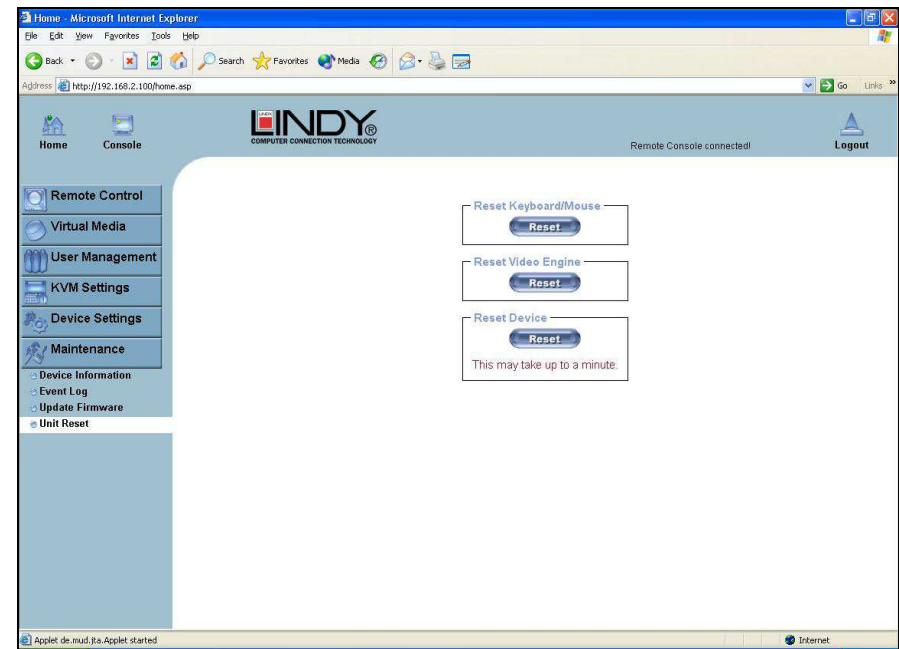 Home - Microsoft Internet Explorer
File Edit View Favorites Tools Help
Back Search Favorites Media
Address http://192.168.2.100/home.asp Go Links »
Home Console
LINDY®
COMPUTER CONNECTION TECHNOLOGY
Remote Console connected!
Logout
Remote Control
Virtual Media
User Management
KVM Settings
Device Settings
Maintenance
Device Information
Event Log
Update Firmware
Unit Reset
Reset Keyboard/Mouse
Reset
Reset Video Engine
Reset
Reset Device
Reset
This may take up to a minute.
Applet de.mud.jta.Applet started
Internet